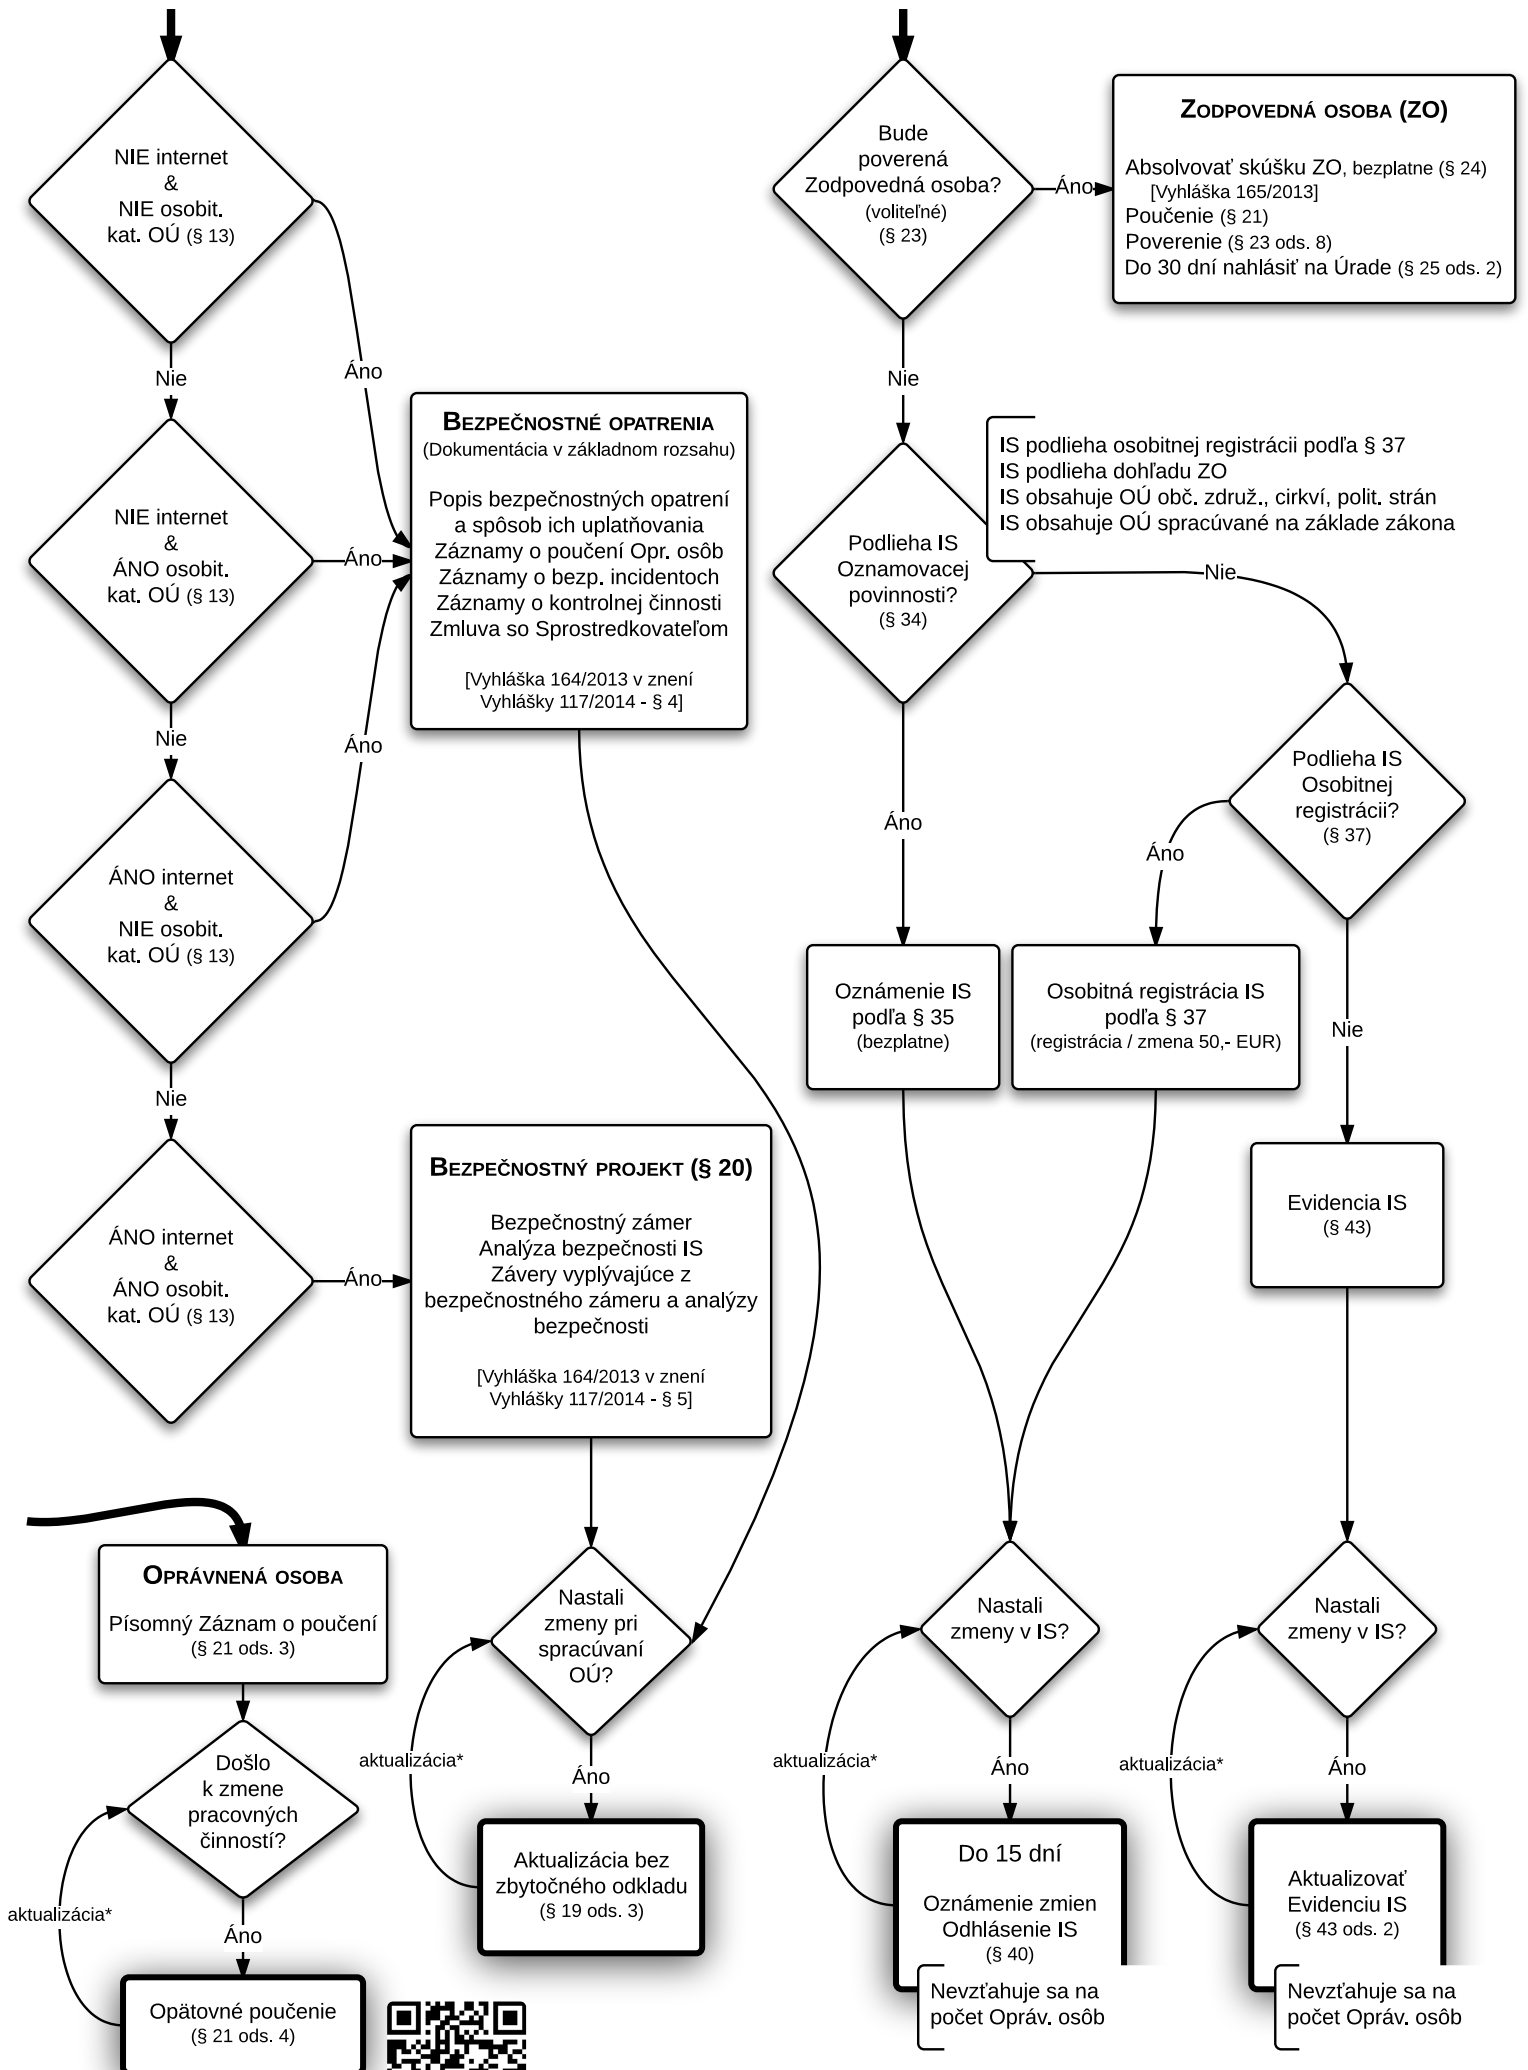 NIE internet
&
NIE osobit.
kat. OÚ (§ 13)
Áno
Nie
NIE internet
&
ÁNO osobit.
kat. OÚ (§ 13)
Áno
Nie
ÁNO internet
&
NIE osobit.
kat. OÚ (§ 13)
Áno
Nie
ÁNO internet
&
ÁNO osobit.
kat. OÚ (§ 13)
Áno
BEZPEČNOSTNÉ OPATRENIA
(Dokumentácia v základnom rozsahu)
Popis bezpečnostných opatrení
a spôsob ich uplatňovania
Záznamy o poučení Opr. osôb
Záznamy o bezp. incidentoch
Záznamy o kontrolnej činnosti
Zmluva so Sprostredkovateľom
[Vyhláška 164/2013 v znení
Vyhlášky 117/2014 - § 4]
BEZPEČNOSTNÝ PROJEKT (§ 20)
Bezpečnostný zámer
Analýza bezpečnosti IS
Závery vyplývajúce z
bezpečnostného zámeru a analýzy
bezpečnosti
[Vyhláška 164/2013 v znení
Vyhlášky 117/2014 - § 5]
Nastali
zmeny pri
spracúvaní
OÚ?
aktualizácia*
Áno
Aktualizácia bez
zbytočného odkladu
(§ 19 ods. 3)
OPRÁVNENÁ OSOBA
Písomný Záznam o poučení
(§ 21 ods. 3)
Došlo
k zmene
pracovných
činností?
aktualizácia*
Áno
Opätovné poučenie
(§ 21 ods. 4)
Bude
poverená
Zodpovedná osoba?
(voliteľné)
(§ 23)
Áno
ZODPOVEDNÁ OSOBA (ZO)
Absolvovať skúšku ZO, bezplatne (§ 24)
[Vyhláška 165/2013]
Poučenie (§ 21)
Poverenie (§ 23 ods. 8)
Do 30 dní nahlásiť na Úrade (§ 25 ods. 2)
Nie
IS podlieha osobitnej registrácii podľa § 37
IS podlieha dohľadu ZO
IS obsahuje OÚ obč. združ., cirkví, polit. strán
IS obsahuje OÚ spracúvané na základe zákona
Podlieha IS
Oznamovacej
povinnosti?
(§ 34)
Nie
Áno
Podlieha IS
Osobitnej
registrácii?
(§ 37)
Áno
Nie
Oznámenie IS
podľa § 35
(bezplatne)
Osobitná registrácia IS
podľa § 37
(registrácia / zmena 50,- EUR)
Evidencia IS
(§ 43)
Nastali
zmeny v IS?
aktualizácia*
Áno
Do 15 dní
Oznámenie zmien
Odhlásenie IS
(§ 40)
Nevzťahuje sa na
počet Opráv. osôb
Nastali
zmeny v IS?
aktualizácia*
Áno
Aktualizovať
Evidenciu IS
(§ 43 ods. 2)
Nevzťahuje sa na
počet Opráv. osôb